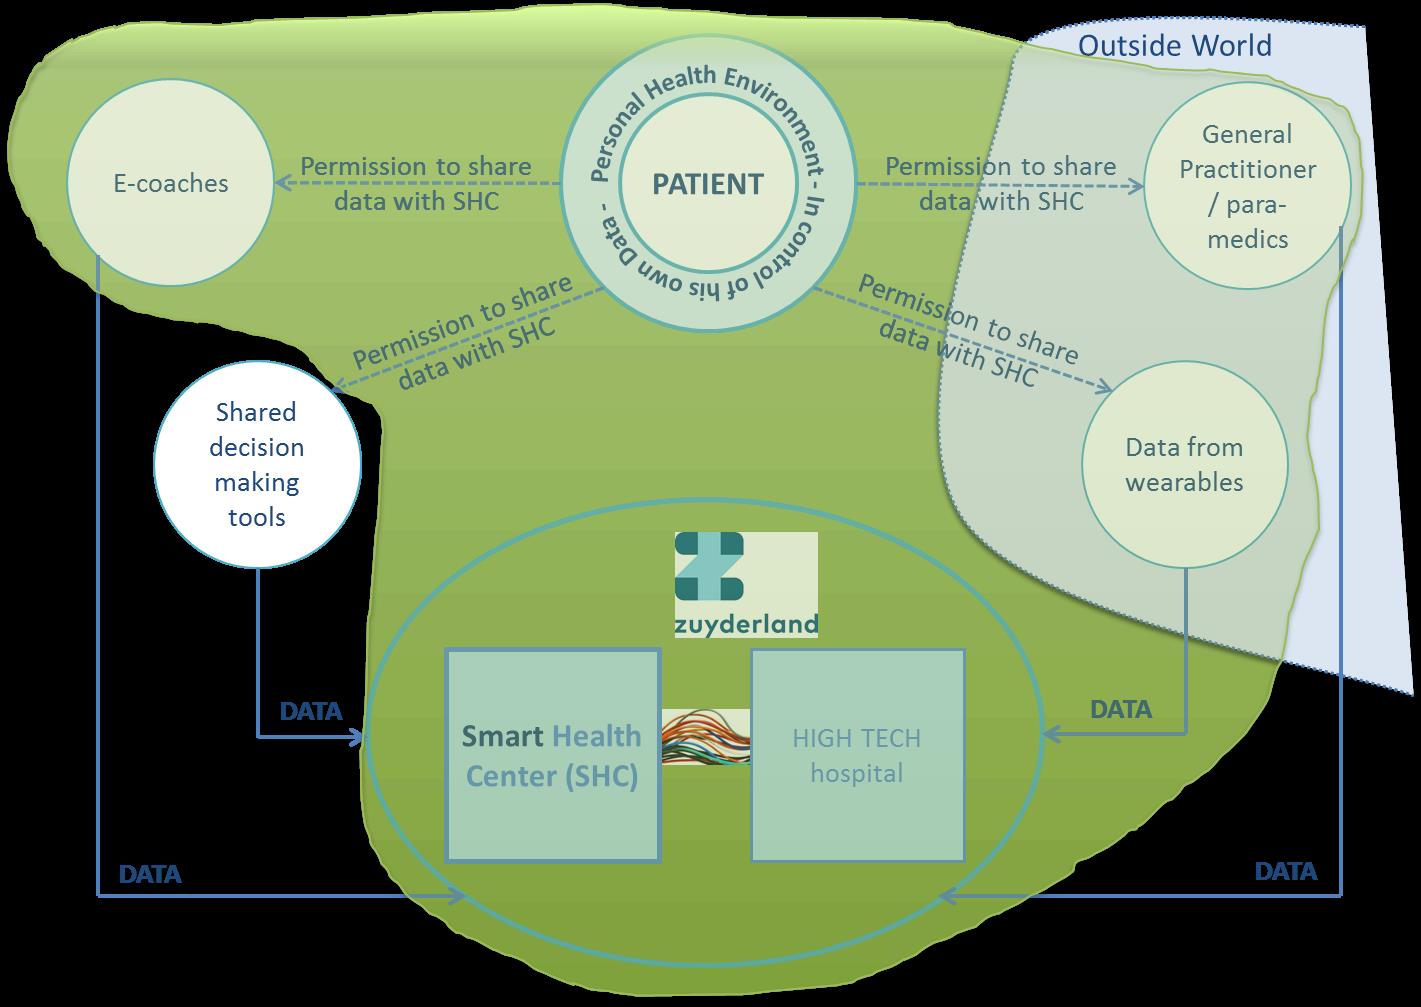 Outside World
Personal Health Environment - In control of his own Data -
PATIENT
E-coaches
Permission to share
data with SHC
Permission to share
data with SHC
General
Practitioner
/ para-
medics
Permission to share
data with SHC
Permission to share
data with SHC
Shared
decision
making
tools
Data from
wearables
zuyderland
Smart Health
Center (SHC)
HIGH TECH
hospital
DATA
DATA
DATA
DATA